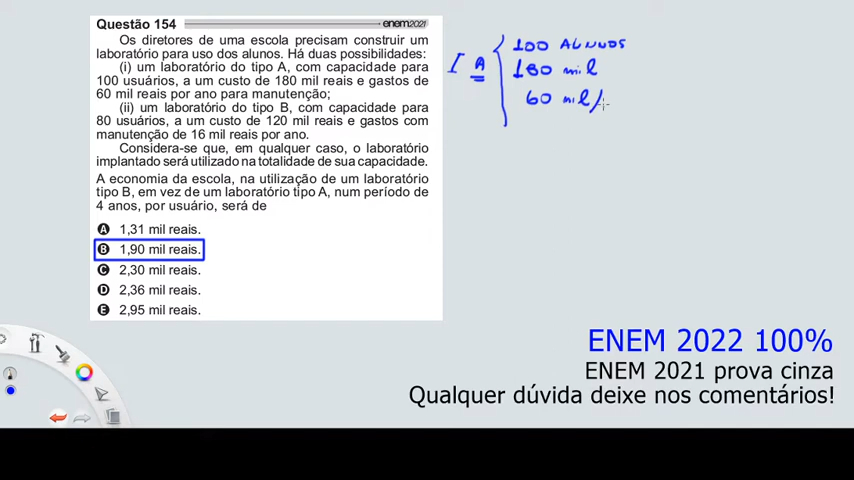 Questão 154
enem2021
Os diretores de uma escola precisam construir um
laboratório para uso dos alunos. Há duas possibilidades:
(i) um laboratório do tipo A, com capacidade para
100 usuários, a um custo de 180 mil reais e gastos de
60 mil reais por ano para manutenção;
(ii) um laboratório do tipo B, com capacidade para
80 usuários, a um custo de 120 mil reais e gastos com
manutenção de 16 mil reais por ano.
Considera-se que, em qualquer caso, o laboratório
implantado será utilizado na totalidade de sua capacidade.
A economia da escola, na utilização de um laboratório
tipo B, em vez de um laboratório tipo A, num período de
4 anos, por usuário, será de
A 1,31 mil reais.
B 1,90 mil reais.
C 2,30 mil reais.
D 2,36 mil reais.
E 2,95 mil reais.
I A
100 ALUNOS
180 mil
60 mil/
ENEM 2022 100%
ENEM 2021 prova cinza
Qualquer dúvida deixe nos comentários!